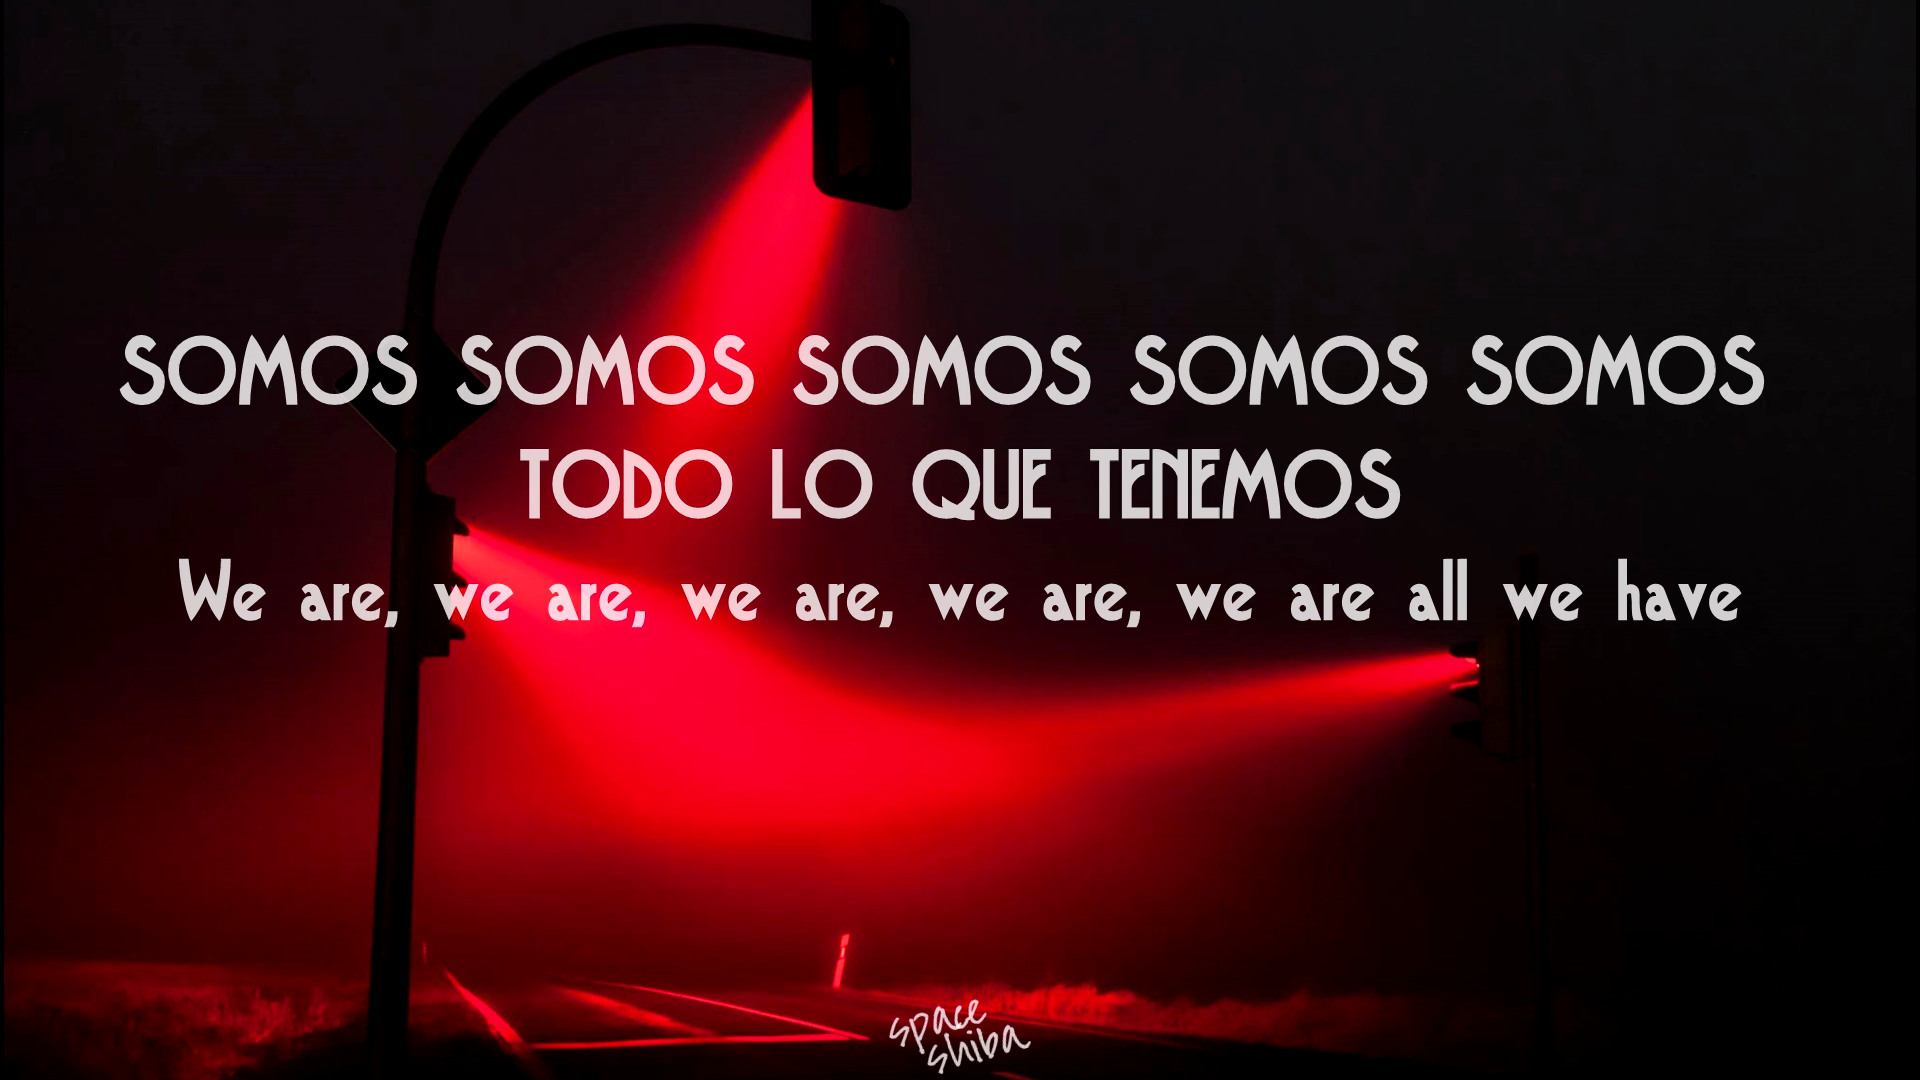 SOMOS SOMOS SOMOS SOMOS SOMOS
TODO LO QUE TENEMOS
We are, we are, we are, we are, we are all we have
space
shiba